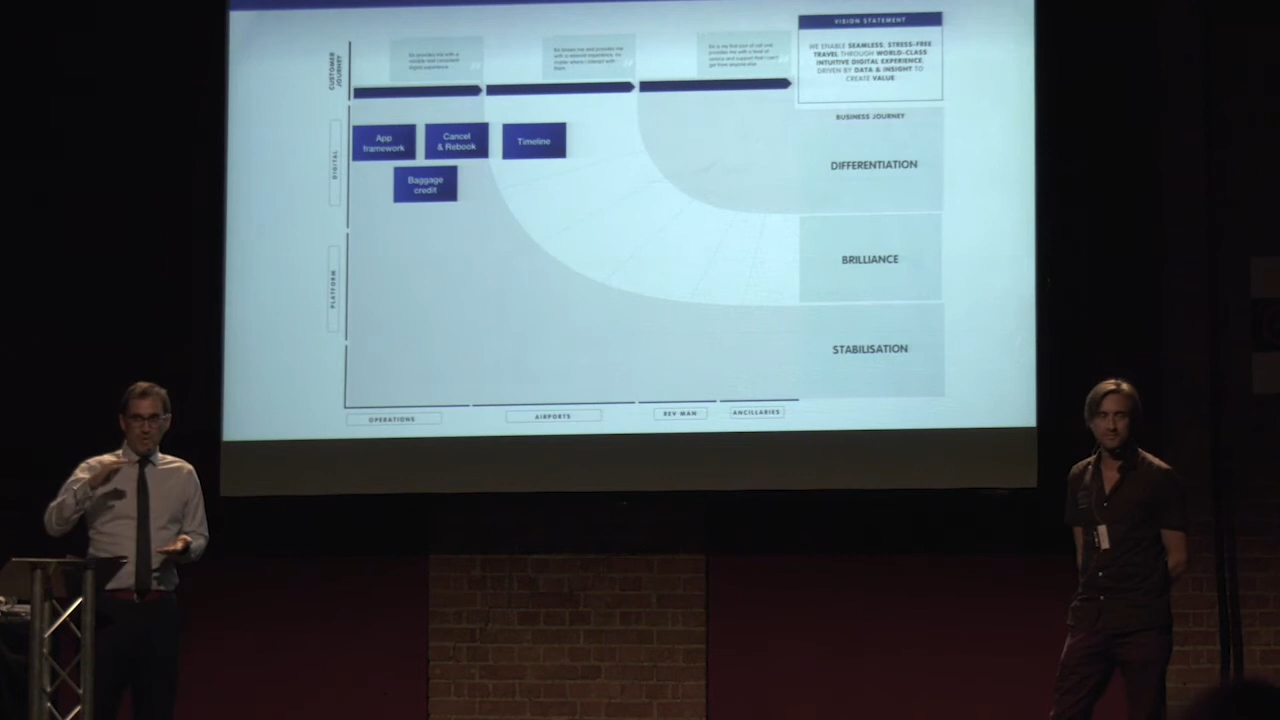 CUSTOMER
JOURNEY
VISION STATEMENT
WE ENABLE SEAMLESS, STRESS-FREE
TRAVEL THROUGH WORLD-CLASS
INTUITIVE DIGITAL EXPERIENCE,
DRIVEN BY DATA & INSIGHT TO
CREATE VALUE
BUSINESS JOURNEY
DIGITAL
App
framework
Cancel
& Rebook
Timeline
Baggage
credit
DIFFERENTIATION
PLATFORM
BRILLIANCE
STABILISATION
OPERATIONS
AIRPORTS
REV MAN
ANCILLARIES